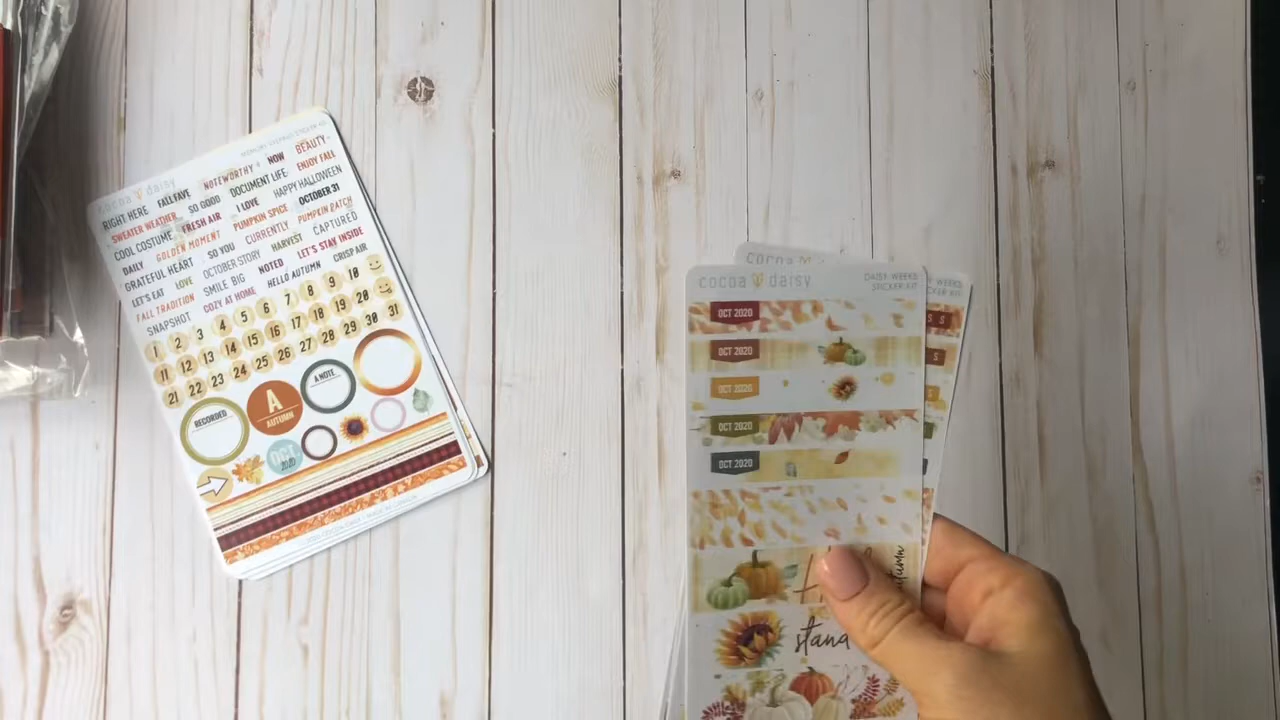 cocoa daisy
RIGHT HERE FALL FAVE NOTEWORTHY NOW BEAUTY
SWEATER WEATHER SO GOOD DOCUMENT LIFE ENJOY FALL
COOL COSTUME FRESH AIR I LOVE HAPPY HALLOWEEN
DAILY GOLDEN MOMENT PUMPKIN SPICE OCTOBER 31
GRATEFUL HEART SO YOU CURRENTLY PUMPKIN PATCH
LET'S EAT LOVE OCTOBER STORY HARVEST CAPTURED
FALL TRADITION SMILE BIG NOTED LET'S STAY INSIDE
SNAPSHOT COZY AT HOME HELLO AUTUMN CRISP AIR
1 2 3 4 5 6 7 8 9 10
11 12 13 14 15 16 17 18 19 20
21 22 23 24 25 26 27 28 29 30 31
RECORDED
A
AUTUMN
A NOTE
OCT
2020
cocoa
cocoa daisy
DAISY WEEKS
STICKER KIT
WEEKS
KIT
OCT 2020
OCT 2020
OCT 2020
OCT 2020
OCT 2020
S S
S